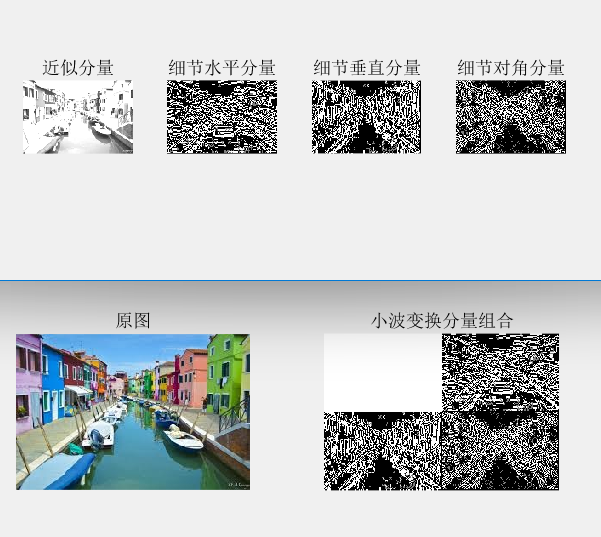 近似分量
细节水平分量
细节垂直分量
细节对角分量
原图
小波变换分量组合